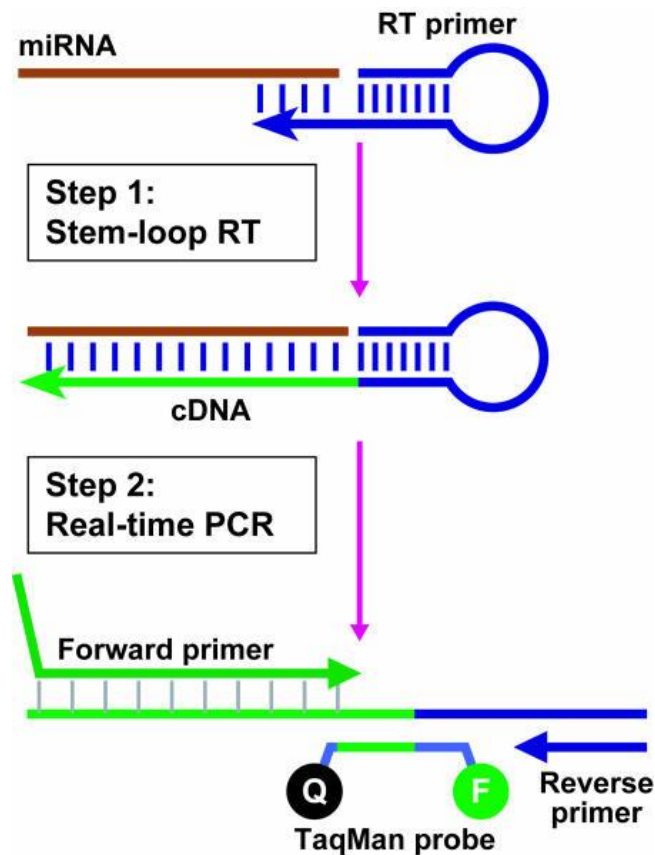 miRNA
RT primer
Step 1:
Stem-loop RT
cDNA
Step 2:
Real-time PCR
Forward primer
Q
F
Reverse
primer
TaqMan probe